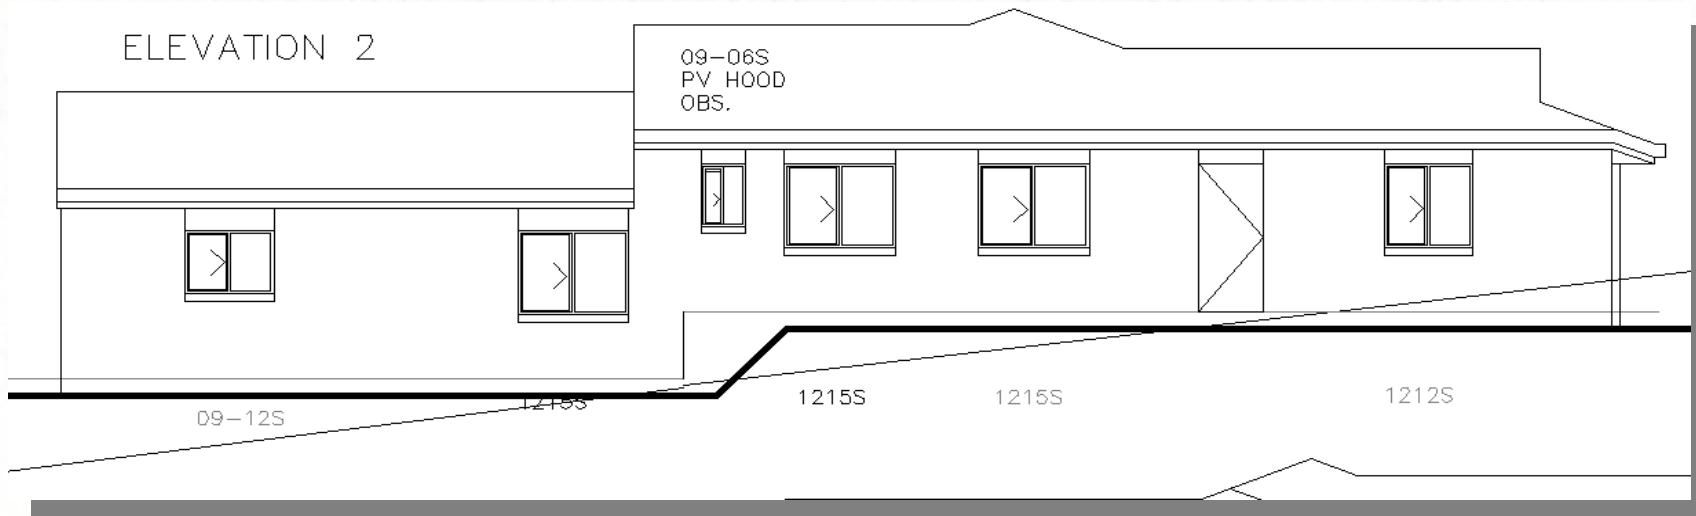 ELEVATION 2
09-06S
PV HOOD
OBS.
09-12S
1215S
1215S
1215S
1212S